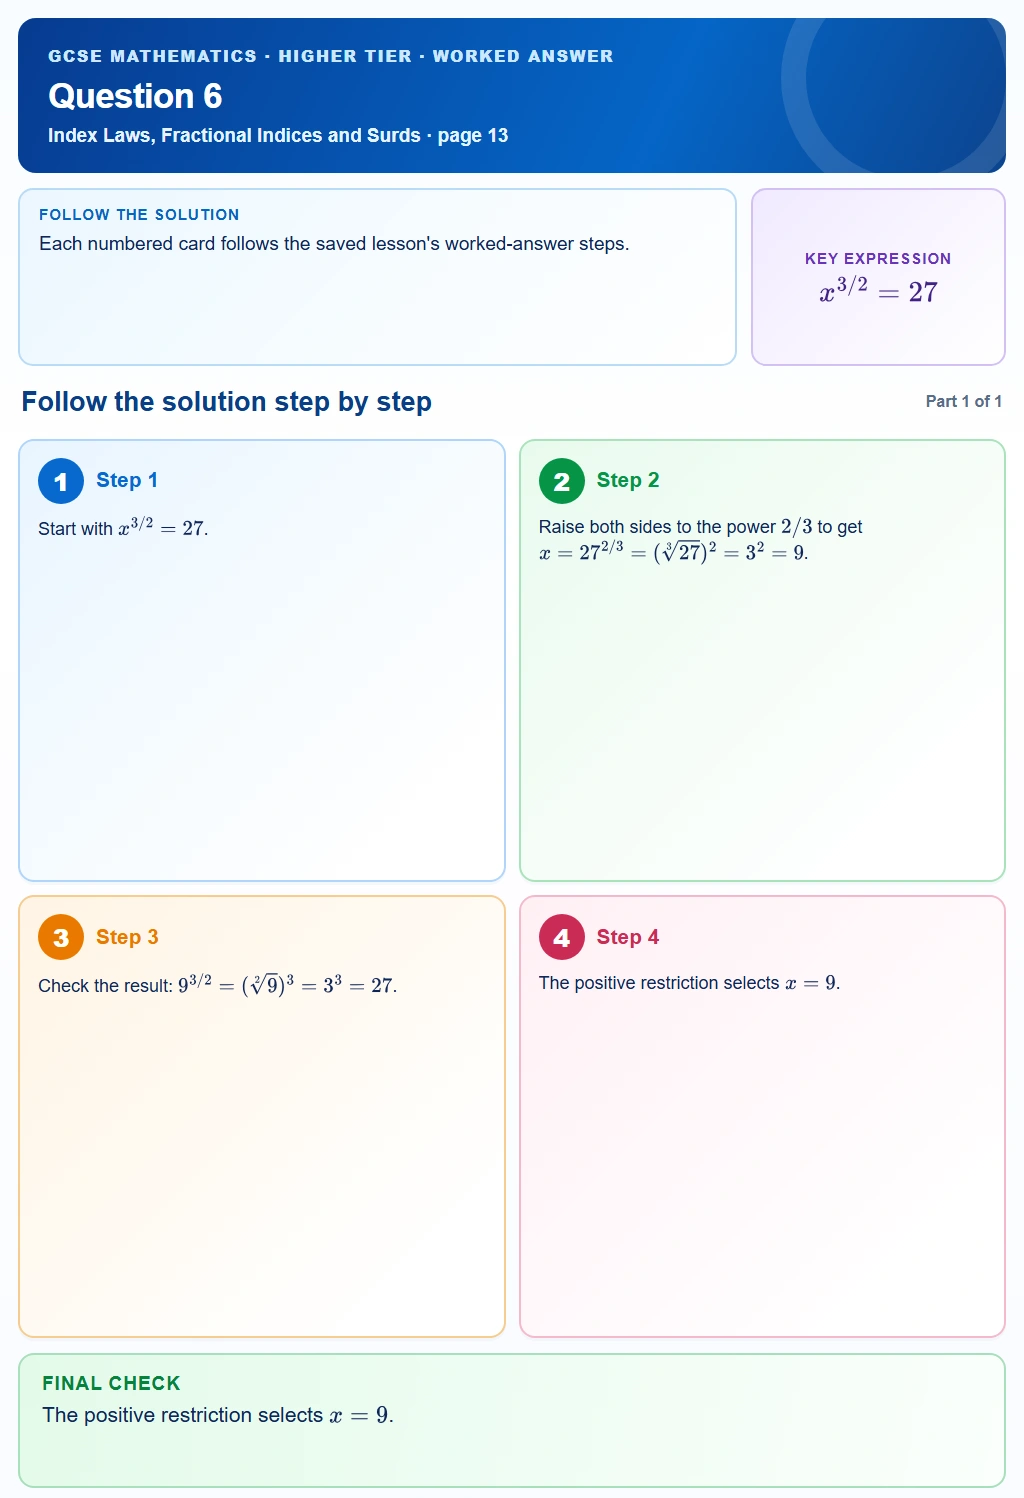 GCSE MATHEMATICS · HIGHER TIER · WORKED ANSWER
Question 6
Index Laws, Fractional Indices and Surds · page 13
FOLLOW THE SOLUTION
Each numbered card follows the saved lesson's worked-answer steps.
KEY EXPRESSION
$x^{3/2} = 27$
Follow the solution step by step
Part 1 of 1
1 Step 1
Start with $x^{3/2} = 27$.
2 Step 2
Raise both sides to the power $2/3$ to get
$x = 27^{2/3} = (\sqrt[3]{27})^2 = 3^2 = 9$.
3 Step 3
Check the result: $9^{3/2} = (\sqrt[2]{9})^3 = 3^3 = 27$.
4 Step 4
The positive restriction selects $x = 9$.
FINAL CHECK
The positive restriction selects $x = 9$.